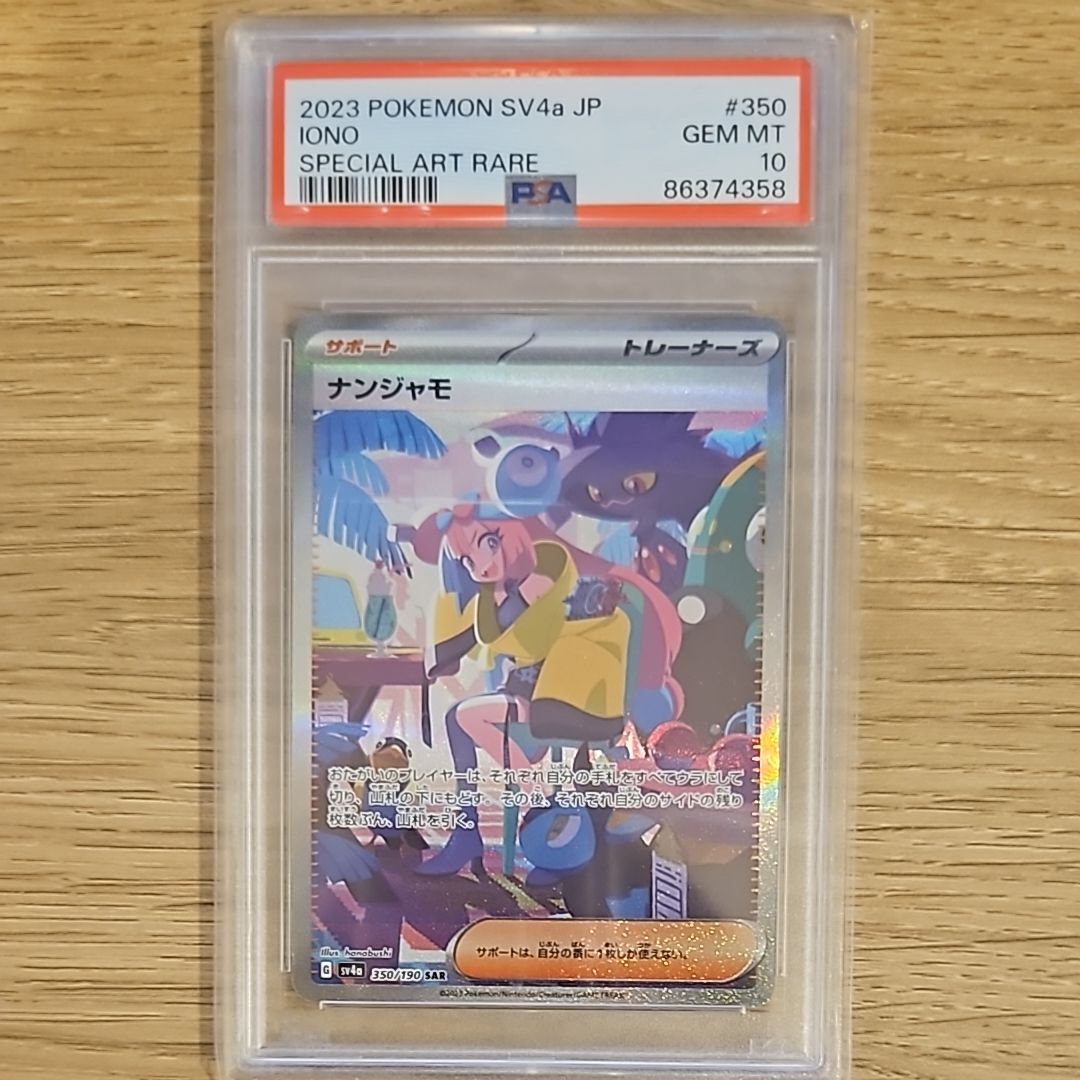 2023 POKEMON SV4a JP #350
IONO GEM MT
SPECIAL ART RARE 10
PSA 86374358
サポート トレーナーズ
ナンジャモ
おたがいのプレイヤーは、それぞれ自分の手札をすべてウラにして
切り、山札の下にもどす。その後、それぞれ自分のサイドの残り
枚数ぶん、山札を引く。
サポートは、自分の番に1枚しか使えない。
Illus. hanabushi
G sv4a 350/190 SAR
©2023 Pokémon/Nintendo/Creatures/GAME FREAK